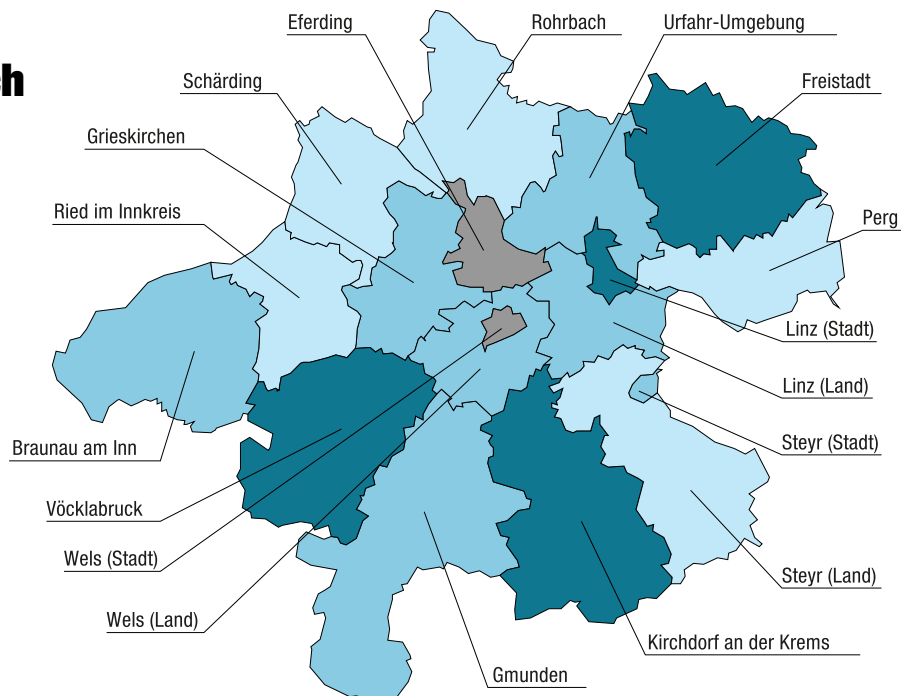 Eferding
Rohrbach
Urfahr-Umgebung
ch
Schärding
Freistadt
Grieskirchen
Ried im Innkreis
Perg
Linz (Stadt)
Linz (Land)
Steyr (Stadt)
Braunau am Inn
Vöcklabruck
Wels (Stadt)
Steyr (Land)
Wels (Land)
Kirchdorf an der Krems
Gmunden